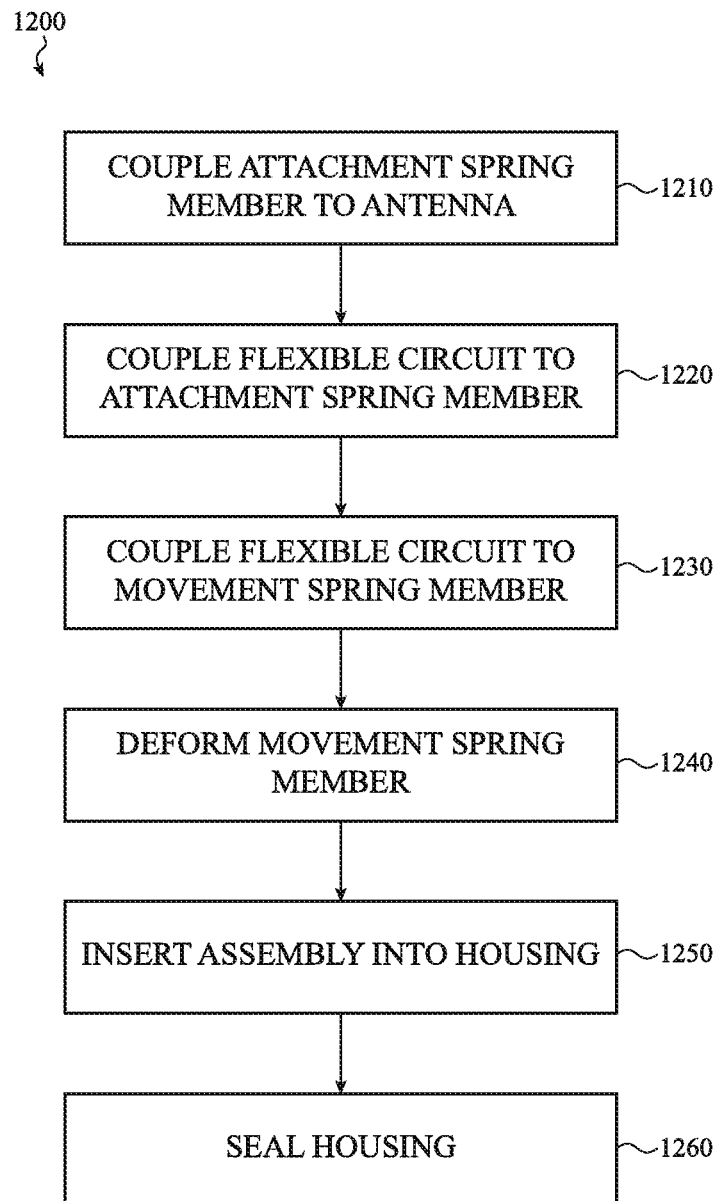 1200
COUPLE ATTACHMENT SPRING
MEMBER TO ANTENNA
1210
COUPLE FLEXIBLE CIRCUIT TO
ATTACHMENT SPRING MEMBER
1220
COUPLE FLEXIBLE CIRCUIT TO
MOVEMENT SPRING MEMBER
1230
DEFORM MOVEMENT SPRING
MEMBER
1240
INSERT ASSEMBLY INTO HOUSING
1250
SEAL HOUSING
1260